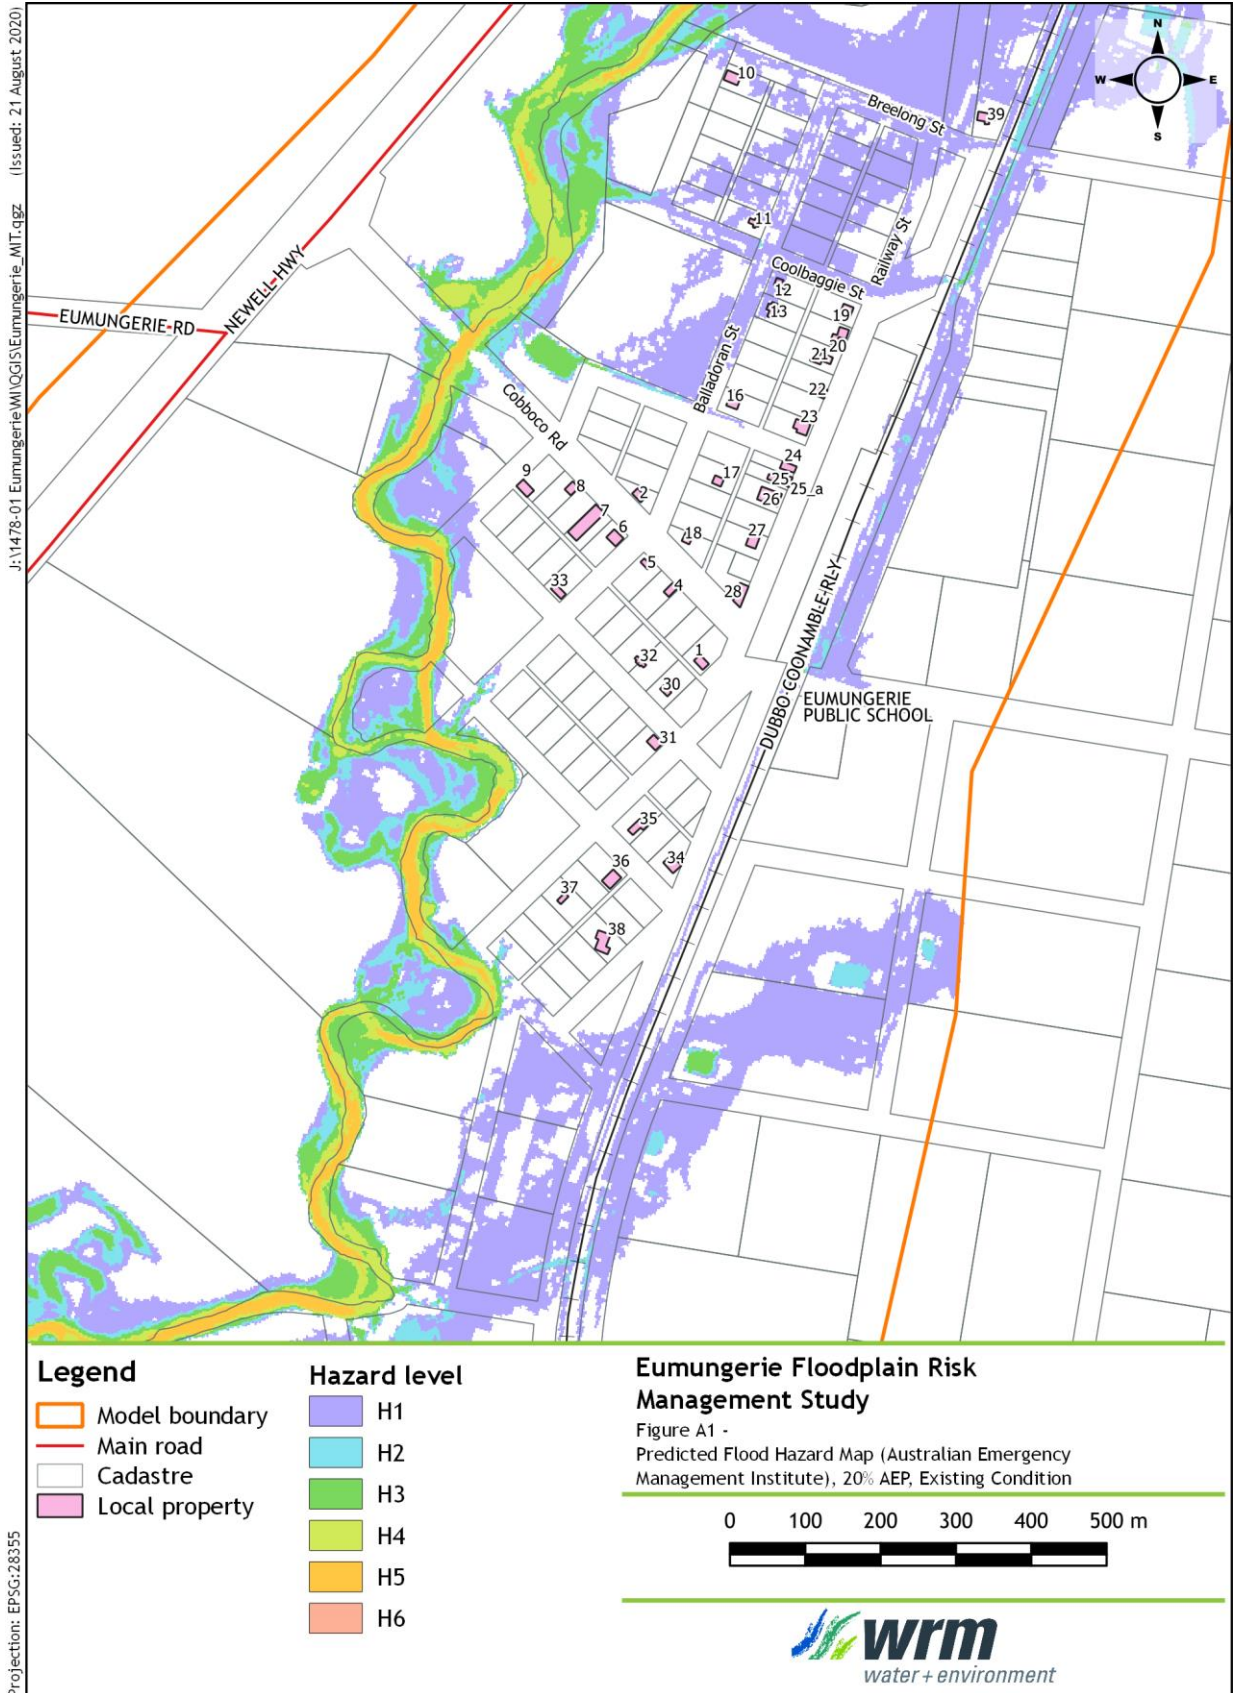 J:\1478-01 Eumungerie\WMI\QGIS\Eumungerie_MIT.qgz (Issued: 21 August 2020)
N
W E
S
10
Breelong St
39
11
Railway St
Coolbaggie St
12
13
19
20
21
Balladoran St
22
16
23
EUMUNGERIE RD
NEWELL HWY
Cobboco Rd
24
17
25
25_a
26
9
8
2
7
6
18
27
5
4
28
33
DUBBO-COONAMBLE RLY
1
32
30
EUMUNGERIE
PUBLIC SCHOOL
31
35
34
36
37
38
Legend
Model boundary
Main road
Cadastre
Local property
Hazard level
H1
H2
H3
H4
H5
H6
Eumungerie Floodplain Risk
Management Study
Figure A1 -
Predicted Flood Hazard Map (Australian Emergency
Management Institute), 20% AEP, Existing Condition
0 100 200 300 400 500 m
wrm
water + environment
Projection: EPSG:28355